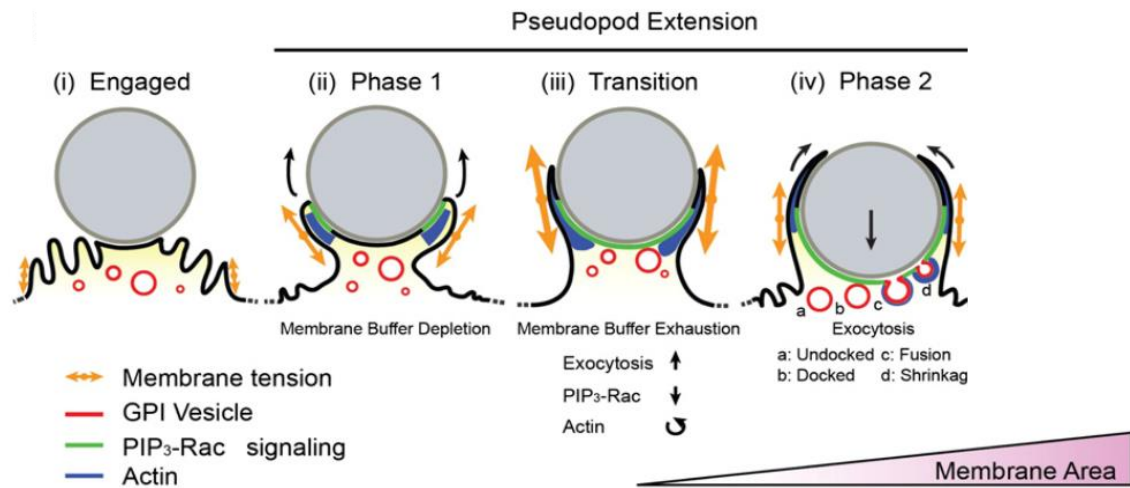 Pseudopod Extension
(i) Engaged
(ii) Phase 1
(iii) Transition
(iv) Phase 2
a
b
c
d
Membrane Buffer Depletion
Membrane Buffer Exhaustion
Exocytosis
Exocytosis
PIP₃-Rac
Actin
a: Undocked c: Fusion
b: Docked d: Shrinkag
Membrane tension
GPI Vesicle
PIP₃-Rac signaling
Actin
Membrane Area